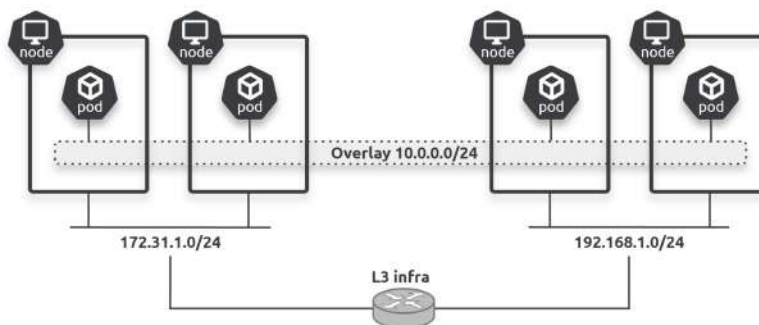 node
node
node
node
pod
pod
pod
pod
Overlay 10.0.0.0/24
172.31.1.0/24
192.168.1.0/24
L3 infra